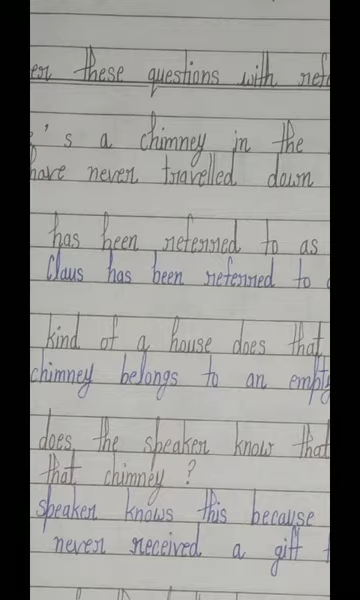 er these questions with refe
e's a chimney in the
have never travelled down
has been referred to as
Claus has been referred to a
kind of a house does that
chimney belongs to an empty
does the speaker know that
that chimney ?
speaker knows this because
never received a gift f